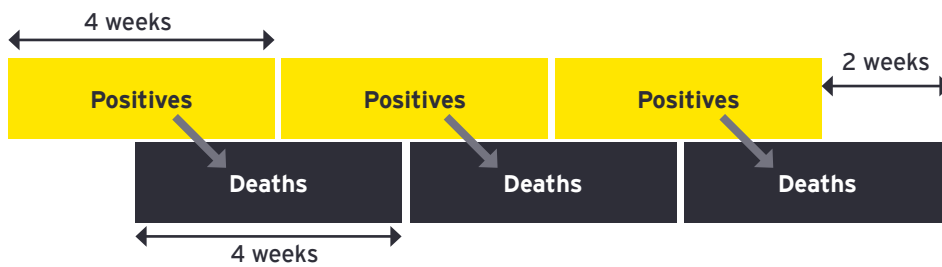 4 weeks
2 weeks
Positives Positives Positives
Deaths Deaths Deaths
4 weeks